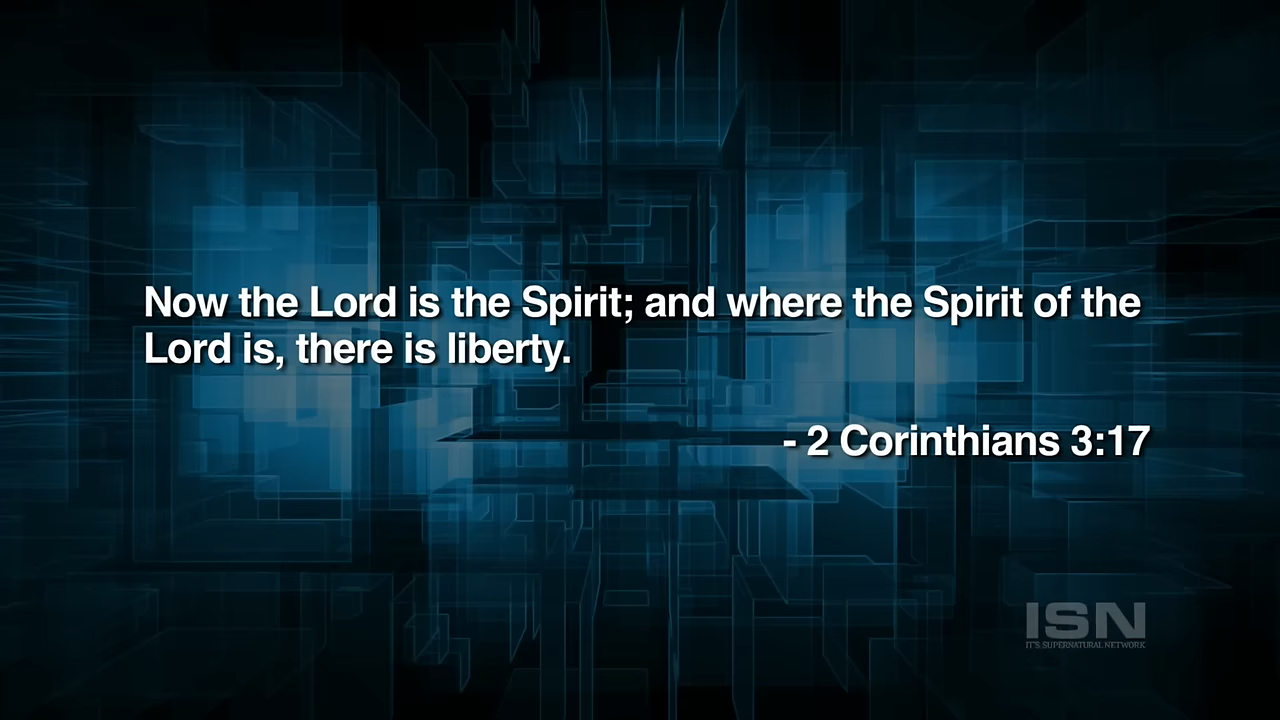 Now the Lord is the Spirit; and where the Spirit of the
Lord is, there is liberty.
- 2 Corinthians 3:17
ISN
IT'S SUPERNATURAL NETWORK